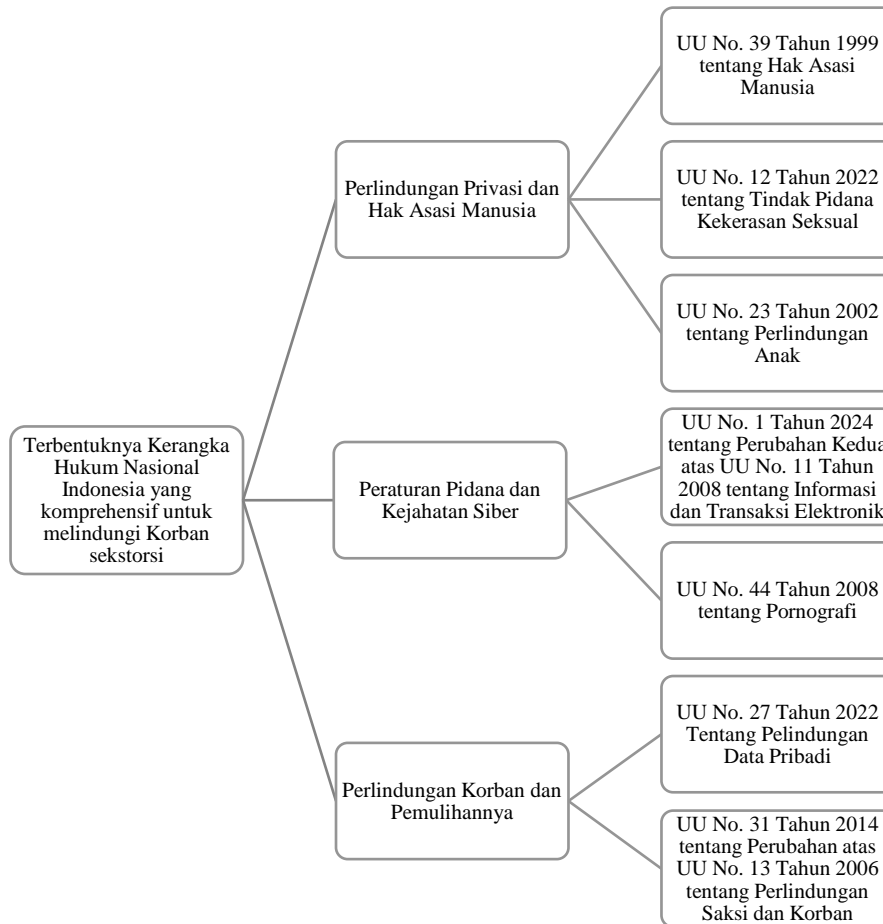 UU No. 39 Tahun 1999
tentang Hak Asasi
Manusia
Perlindungan Privasi dan
Hak Asasi Manusia
UU No. 12 Tahun 2022
tentang Tindak Pidana
Kekerasan Seksual
UU No. 23 Tahun 2002
tentang Perlindungan
Anak
Terbentuknya Kerangka
Hukum Nasional
Indonesia yang
komprehensif untuk
melindungi Korban
sekstorsi
Peraturan Pidana dan
Kejahatan Siber
UU No. 1 Tahun 2024
tentang Perubahan Kedua
atas UU No. 11 Tahun
2008 tentang Informasi
dan Transaksi Elektronik
UU No. 44 Tahun 2008
tentang Pornografi
Perlindungan Korban dan
Pemulihannya
UU No. 27 Tahun 2022
Tentang Pelindungan
Data Pribadi
UU No. 31 Tahun 2014
tentang Perubahan atas
UU No. 13 Tahun 2006
tentang Perlindungan
Saksi dan Korban